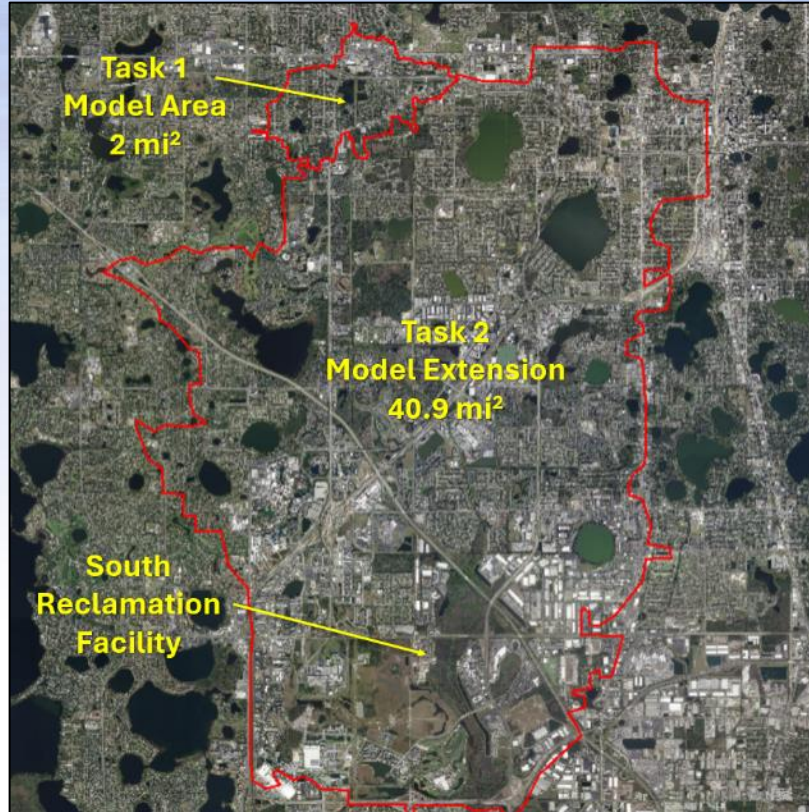 Task 1
Model Area
2 mi²
Task 2
Model Extension
40.9 mi²
South
Reclamation
Facility